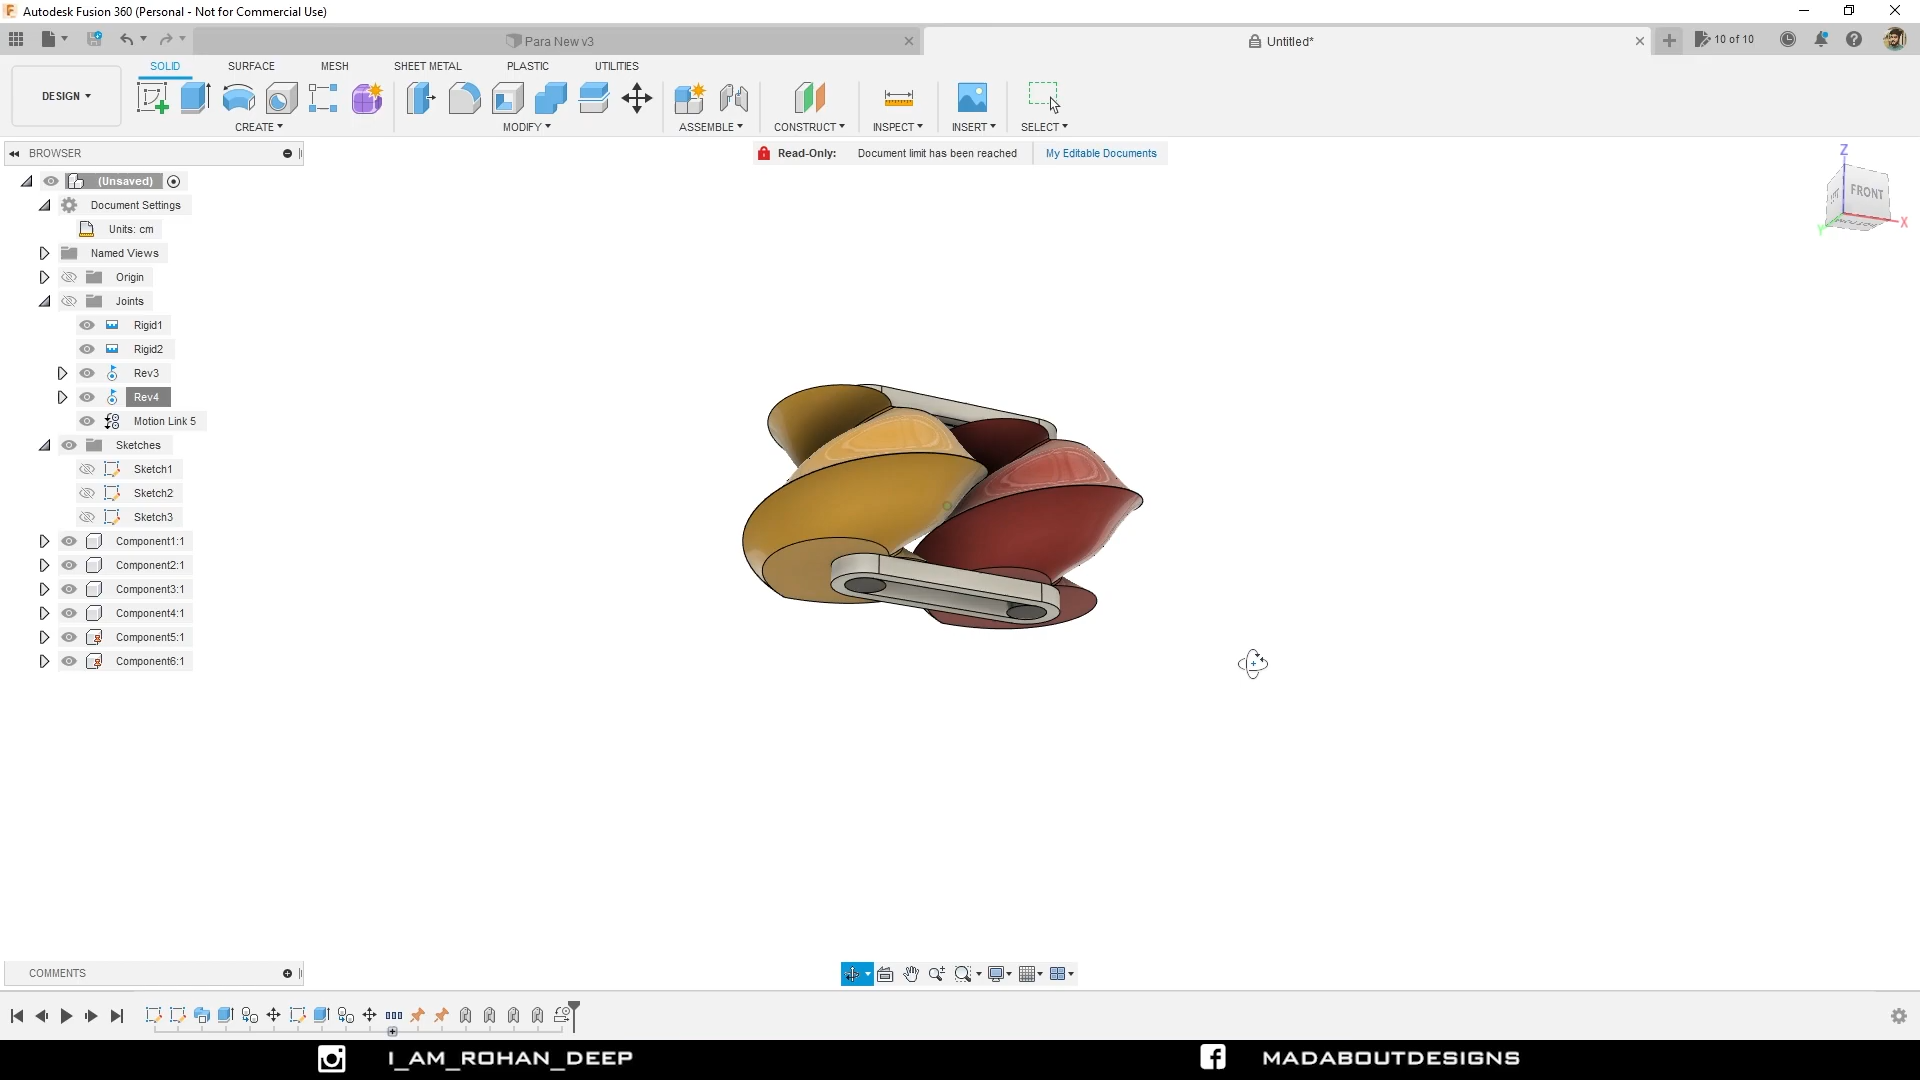 Autodesk Fusion 360 (Personal - Not for Commercial Use)
Para New v3
Untitled*
10 of 10
DESIGN
SOLID
SURFACE
MESH
SHEET METAL
PLASTIC
UTILITIES
CREATE
MODIFY
ASSEMBLE
CONSTRUCT
INSPECT
INSERT
SELECT
BROWSER
Read-Only:
Document limit has been reached
My Editable Documents
(Unsaved)
Document Settings
Units: cm
Named Views
Origin
Joints
Rigid1
Rigid2
Rev3
Rev4
Motion Link 5
Sketches
Sketch1
Sketch2
Sketch3
Component1:1
Component2:1
Component3:1
Component4:1
Component5:1
Component6:1
Z
FRONT
X
Y
BOTTOM
COMMENTS
I_AM_ROHAN_DEEP
MADABOUTDESIGNS